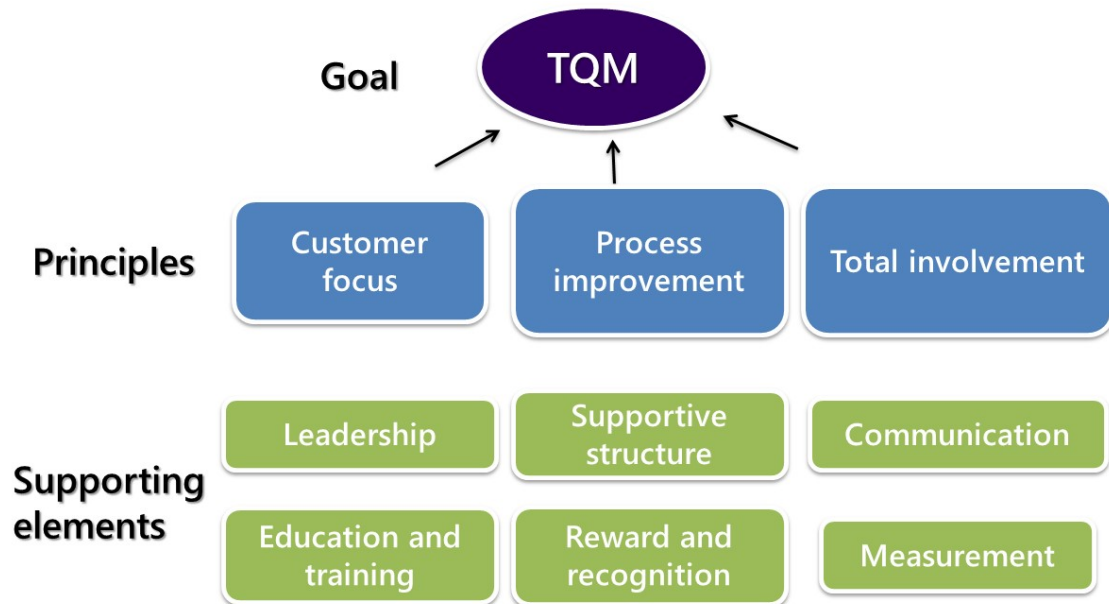 Goal
TQM
Principles
Customer
focus
Process
improvement
Total involvement
Supporting
elements
Leadership
Supportive
structure
Communication
Education and
training
Reward and
recognition
Measurement